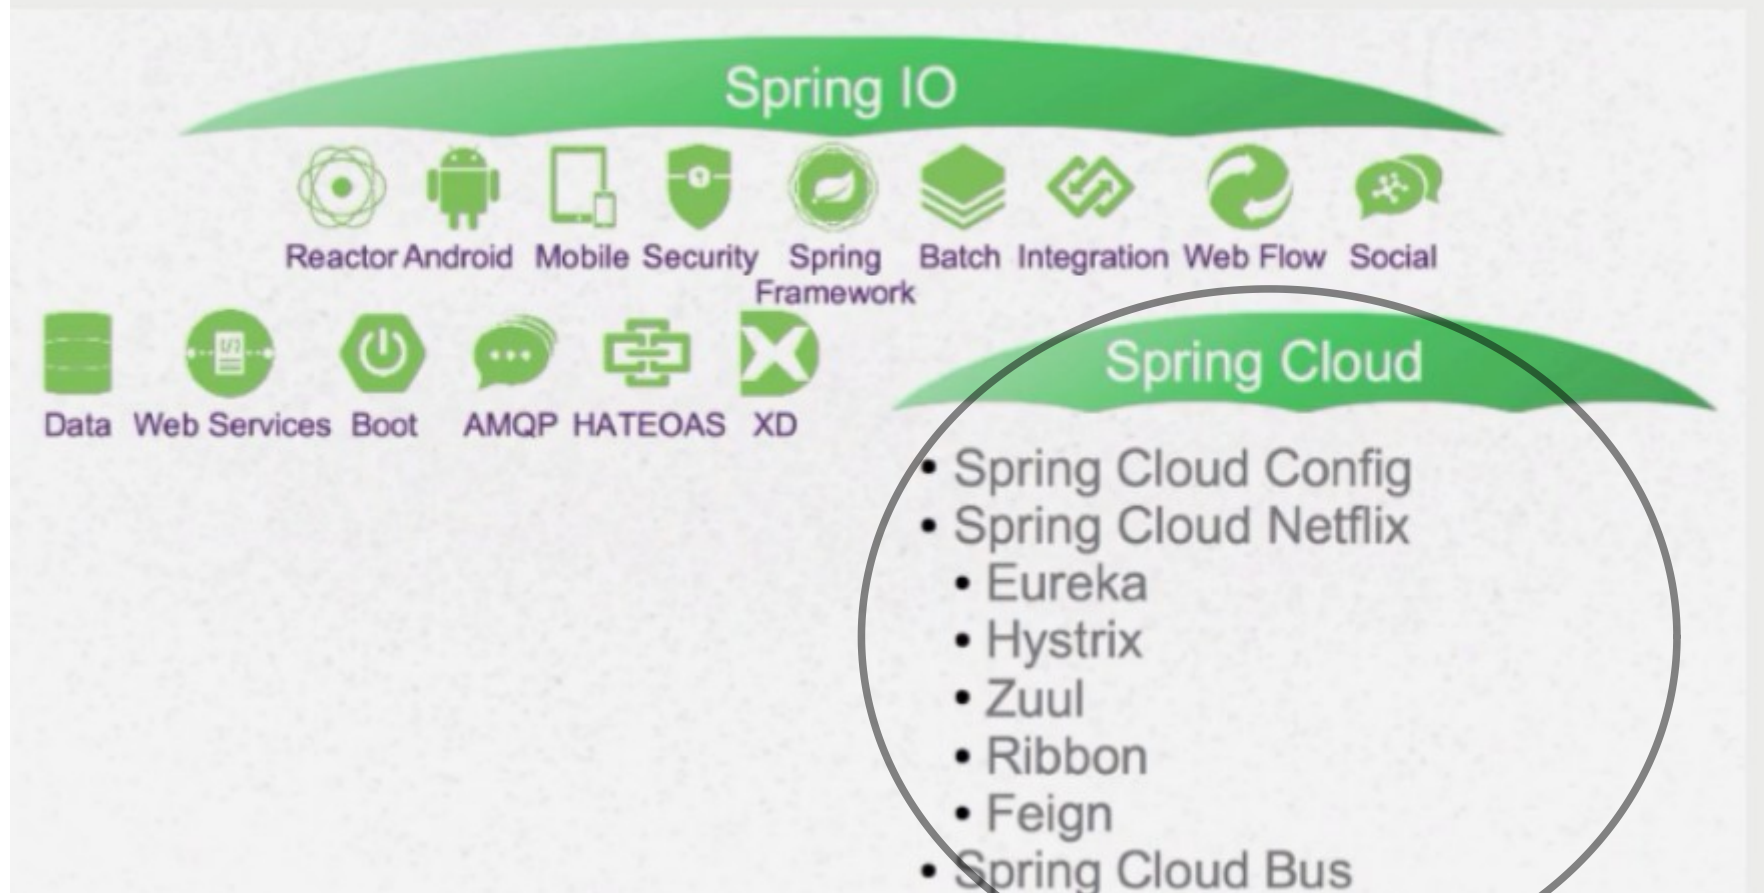 Spring IO
Reactor Android Mobile Security Spring Batch Integration Web Flow Social
Framework
Data Web Services Boot AMQP HATEOAS XD
Spring Cloud
• Spring Cloud Config
• Spring Cloud Netflix
• Eureka
• Hystrix
• Zuul
• Ribbon
• Feign
• Spring Cloud Bus